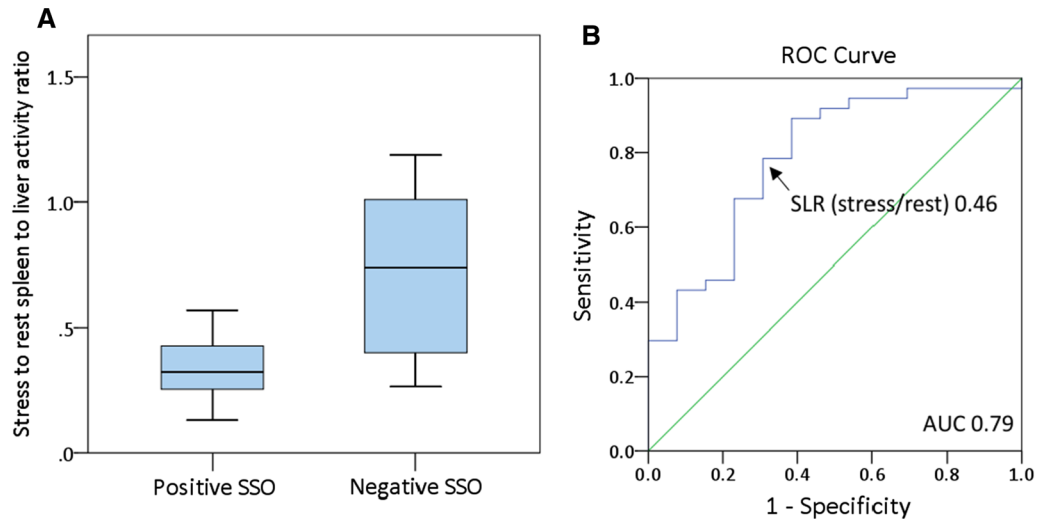 A
Stress to rest spleen to liver activity ratio
1.5
1.0
.5
.0
Positive SSO
Negative SSO
B
ROC Curve
Sensitivity
1.0
0.8
0.6
0.4
0.2
0.0
SLR (stress/rest) 0.46
AUC 0.79
0.0
0.2
0.4
0.6
0.8
1.0
1 - Specificity